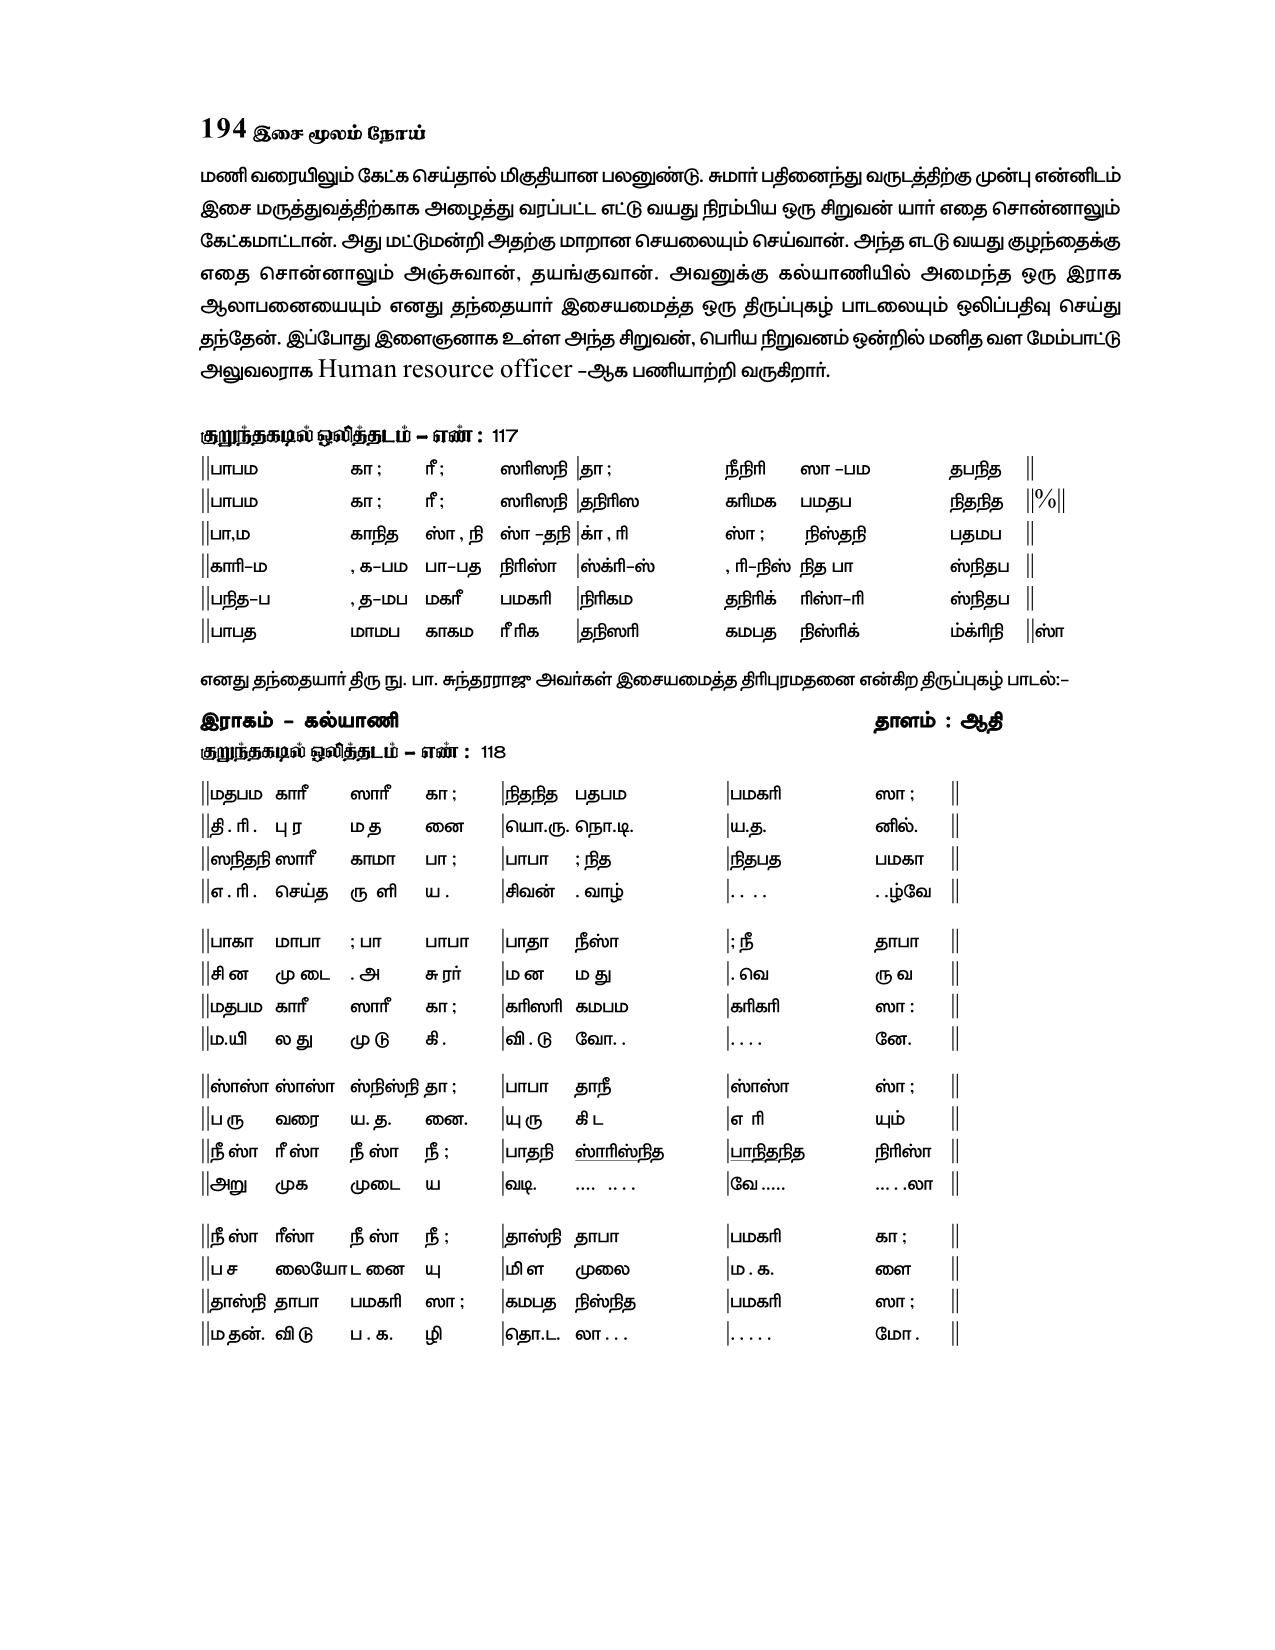 194 இசை மூலம் நோய்
மணி வரையிலும் கேட்க செய்தால் மிகுதியான பலனுண்டு. சுமார் பதினைந்து வருடத்திற்கு முன்பு என்னிடம்
இசை மருத்துவத்திற்காக அழைத்து வரப்பட்ட எட்டு வயது நிரம்பிய ஒரு சிறுவன் யார் எதை சொன்னாலும்
கேட்கமாட்டான். அது மட்டுமன்றி அதற்கு மாறான செயலையும் செய்வான். அந்த எடடு வயது குழந்தைக்கு
எதை சொன்னாலும் அஞ்சுவான், தயங்குவான். அவனுக்கு கல்யாணியில் அமைந்த ஒரு இராக
ஆலாபனையையும் எனது தந்தையார் இசையமைத்த ஒரு திருப்புகழ் பாடலையும் ஒலிப்பதிவு செய்து
தந்தேன். இப்போது இளைஞனாக உள்ள அந்த சிறுவன், பெரிய நிறுவனம் ஒன்றில் மனித வள மேம்பாட்டு
அலுவலராக Human resource officer –ஆக பணியாற்றி வருகிறார்.
குறுந்தகடில் ஒலித்தடம் – எண் : 117
||பாபம கா ; ரீ ; ஸரிஸநி |தா ; நீநிரி ஸா –பம தபநித ||
||பாபம கா ; ரீ ; ஸரிஸநி |தநிரிஸ கரிமக பமதப நிதநித ||%||
||பா,ம காநித ஸ்பா , நி ஸ்பா –தநி |க்பா , ரி ஸ்பா ; நிஸ்தநி பதமப ||
||காரி–ம , க–பம பா–பத நிரிஸ்பா |ஸ்க்ரி–ஸ் , ரி–நிஸ் நித பா ஸ்நிதப ||
||பநித–ப , த–மப மகரீ பமகரி |நிரிகம தநிரிக் ரிஸ்பா–ரி ஸ்நிதப ||
||பாபத மாமப காகம ரீ ரிக |தநிஸரி கமபத நிஸ்ரிக் ம்க்ரிநி ||ஸ்பா
எனது தந்தையார் திரு நு. பா. சுந்தரராஜு அவர்கள் இசையமைத்த திரிபுரமதனை என்கிற திருப்புகழ் பாடல்:–
இராகம் – கல்யாணி தாளம் : ஆதி
குறுந்தகடில் ஒலித்தடம் – எண் : 118
||மதபம காரீ ஸாரீ கா ; |நிதநித பதபம |பமகரி ஸா ; ||
||தி . ரி . பு ர ம த னை |யொ.ரு. நொ.டி. |ய.த. னில். ||
||ஸநிதநி ஸாரீ காமா பா ; |பாபா ; நித |நிதபத பமகா ||
||எ . ரி . செய்த ரு ளி ய . |சிவன் . வாழ் |. . . . . .ழ்வே ||
||பாகா மாபா ; பா பாபா |பாதா நீஸ்பா |; நீ தாபா ||
||சி ன மு டை . அ சு ரர் |ம ன ம து |. வெ ரு வ ||
||மதபம காரீ ஸாரீ கா ; |கரிஸரி கமபம |கரிகரி ஸா : ||
||ம.யி ல து மு டு கி . |வி . டு வோ. . |. . . . னே. ||
||ஸ்பாஸ்பா ஸ்பாஸ்பா ஸ்நிஸ்நி தா ; |பாபா தாநீ |ஸ்பாஸ்பா ஸ்பா ; ||
||ப ரு வரை ய. த. னை. |யு ரு கி ட |எ ரி யும் ||
||நீ ஸ்பா ரீ ஸ்பா நீ ஸ்பா நீ ; |பாதநி ஸ்பாரிஸ்நித |பாநிதநித நிரிஸ்பா ||
||அறு முக முடை ய |வடி. .... .. . . |வே ..... ... . .லா ||
||நீ ஸ்பா ரீஸ்பா நீ ஸ்பா நீ ; |தாஸ்நி தாபா |பமகரி கா ; ||
||ப ச லையோ ட னை யு |மி ள முலை |ம . க. ளை ||
||தாஸ்நி தாபா பமகரி ஸா ; |கமபத நிஸ்நித |பமகரி ஸா ; ||
||ம தன். வி டு ப . க. ழி |தொ.ட. லா . . . |. . . . . மோ . ||